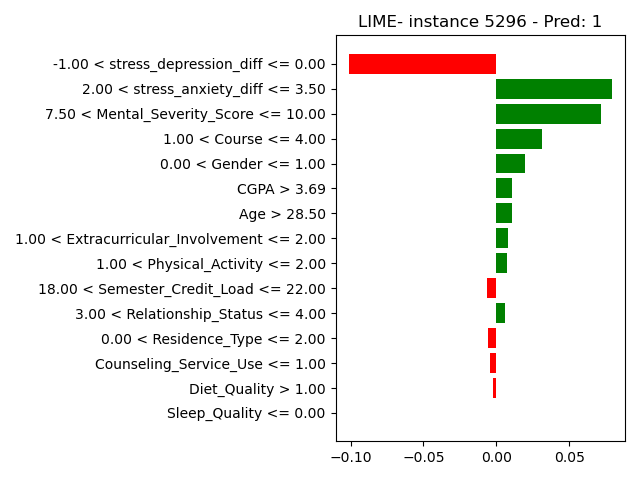 LIME- instance 5296 - Pred: 1
-1.00 < stress_depression_diff <= 0.00
2.00 < stress_anxiety_diff <= 3.50
7.50 < Mental_Severity_Score <= 10.00
1.00 < Course <= 4.00
0.00 < Gender <= 1.00
CGPA > 3.69
Age > 28.50
1.00 < Extracurricular_Involvement <= 2.00
1.00 < Physical_Activity <= 2.00
18.00 < Semester_Credit_Load <= 22.00
3.00 < Relationship_Status <= 4.00
0.00 < Residence_Type <= 2.00
Counseling_Service_Use <= 1.00
Diet_Quality > 1.00
Sleep_Quality <= 0.00
−0.10 −0.05 0.00 0.05